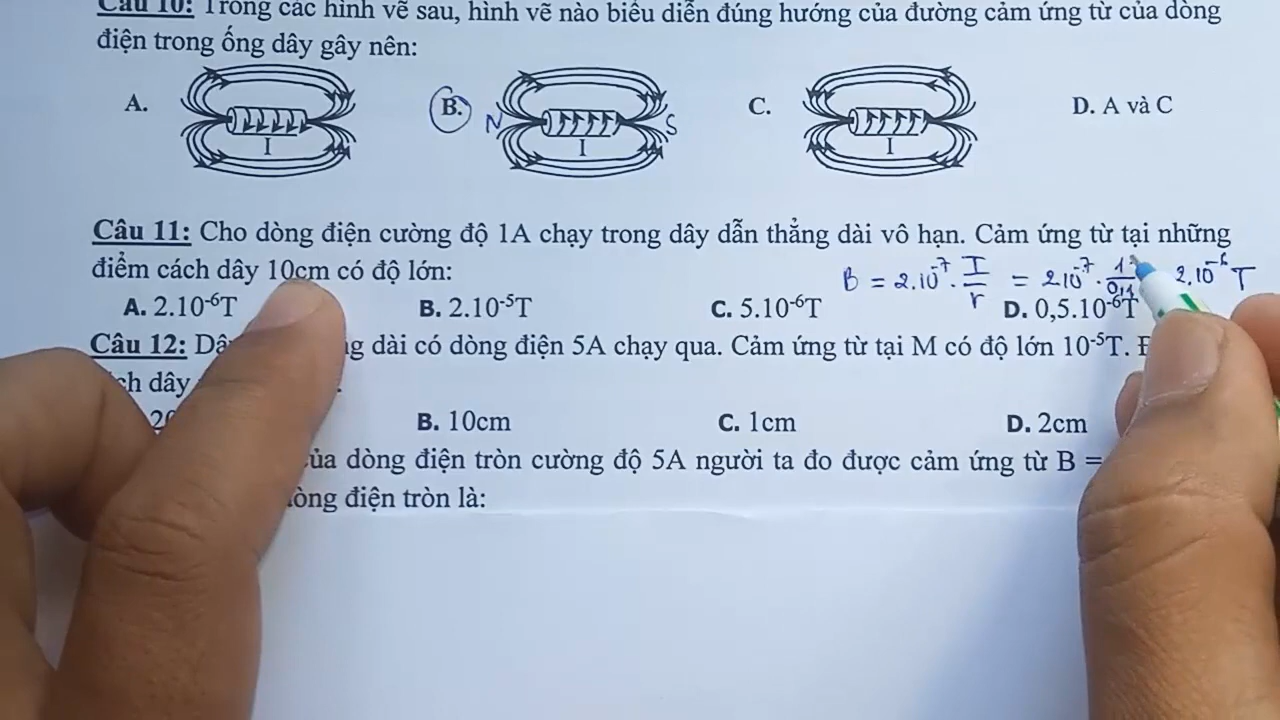 Câu 10: Trong các hình vẽ sau, hình vẽ nào biểu diễn đúng hướng của đường cảm ứng từ của dòng
điện trong ống dây gây nên:
A. I B. N S I C. I D. A và C
Câu 11: Cho dòng điện cường độ 1A chạy trong dây dẫn thẳng dài vô hạn. Cảm ứng từ tại những
điểm cách dây 10cm có độ lớn: B = 2.10⁻⁷. I/r = 2.10⁻⁷. 1/0,1 2.10⁻⁶ T
A. 2.10⁻⁶T B. 2.10⁻⁵T C. 5.10⁻⁶T D. 0,5.10⁻⁶T
Câu 12: dài có dòng điện 5A chạy qua. Cảm ứng từ tại M có độ lớn 10⁻⁵T.
dây
B. 10cm C. 1cm D. 2cm
dòng điện tròn cường độ 5A người ta đo được cảm ứng từ B =
điện tròn là: